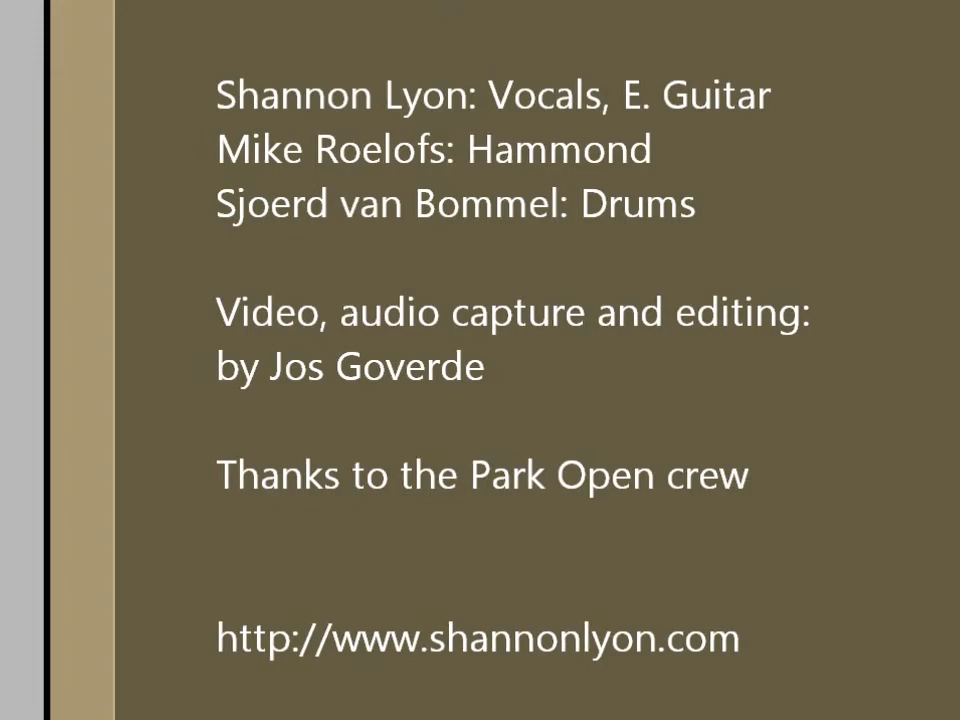 Shannon Lyon: Vocals, E. Guitar
Mike Roelofs: Hammond
Sjoerd van Bommel: Drums
Video, audio capture and editing:
by Jos Goverde
Thanks to the Park Open crew
http://www.shannonlyon.com